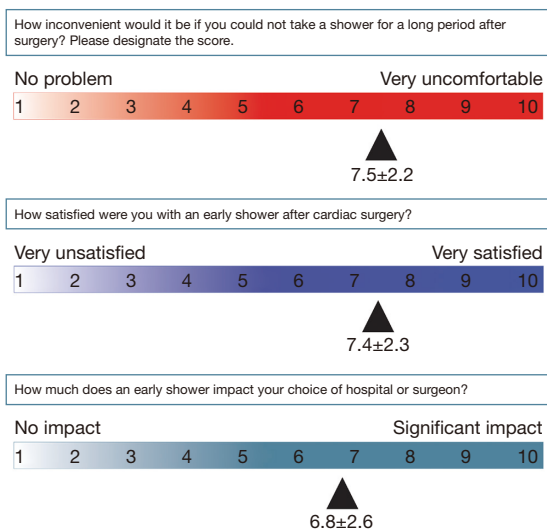 How inconvenient would it be if you could not take a shower for a long period after
surgery? Please designate the score.
No problem Very uncomfortable
1 2 3 4 5 6 7 8 9 10
7.5±2.2
How satisfied were you with an early shower after cardiac surgery?
Very unsatisfied Very satisfied
1 2 3 4 5 6 7 8 9 10
7.4±2.3
How much does an early shower impact your choice of hospital or surgeon?
No impact Significant impact
1 2 3 4 5 6 7 8 9 10
6.8±2.6